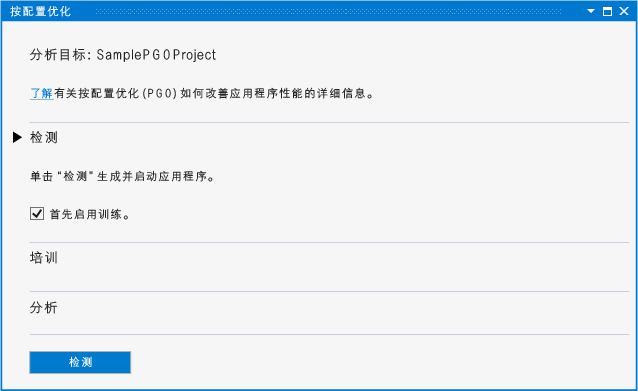 按配置优化
分析目标: SamplePGOProject
了解有关按配置优化 (PGO) 如何改善应用程序性能的详细信息。
检测
单击 "检测" 生成并启动应用程序。
首先启用训练。
培训
分析
检测